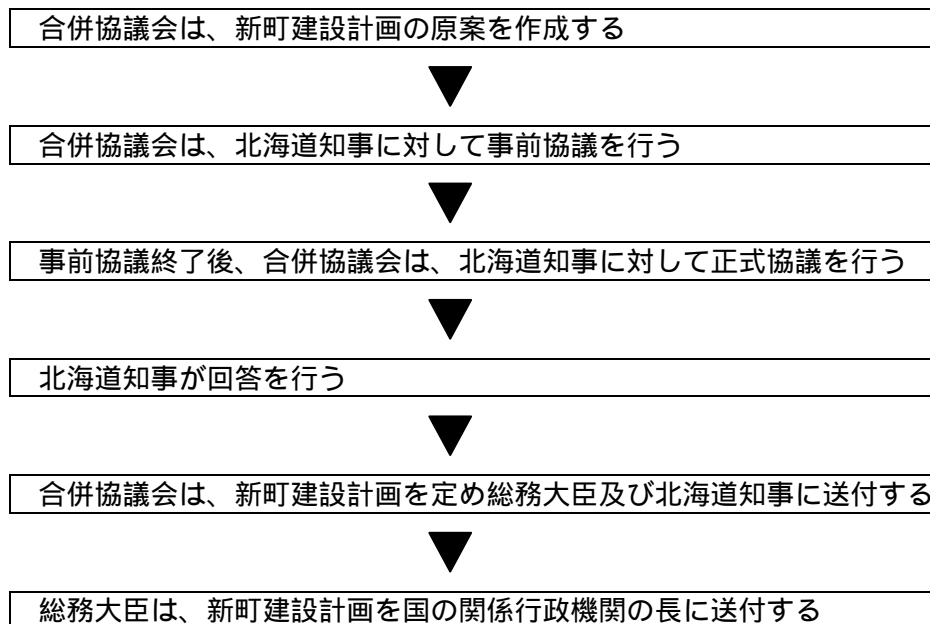 合併協議会は、新町建設計画の原案を作成する
合併協議会は、北海道知事に対して事前協議を行う
事前協議終了後、合併協議会は、北海道知事に対して正式協議を行う
北海道知事が回答を行う
合併協議会は、新町建設計画を定め総務大臣及び北海道知事に送付する
総務大臣は、新町建設計画を国の関係行政機関の長に送付する